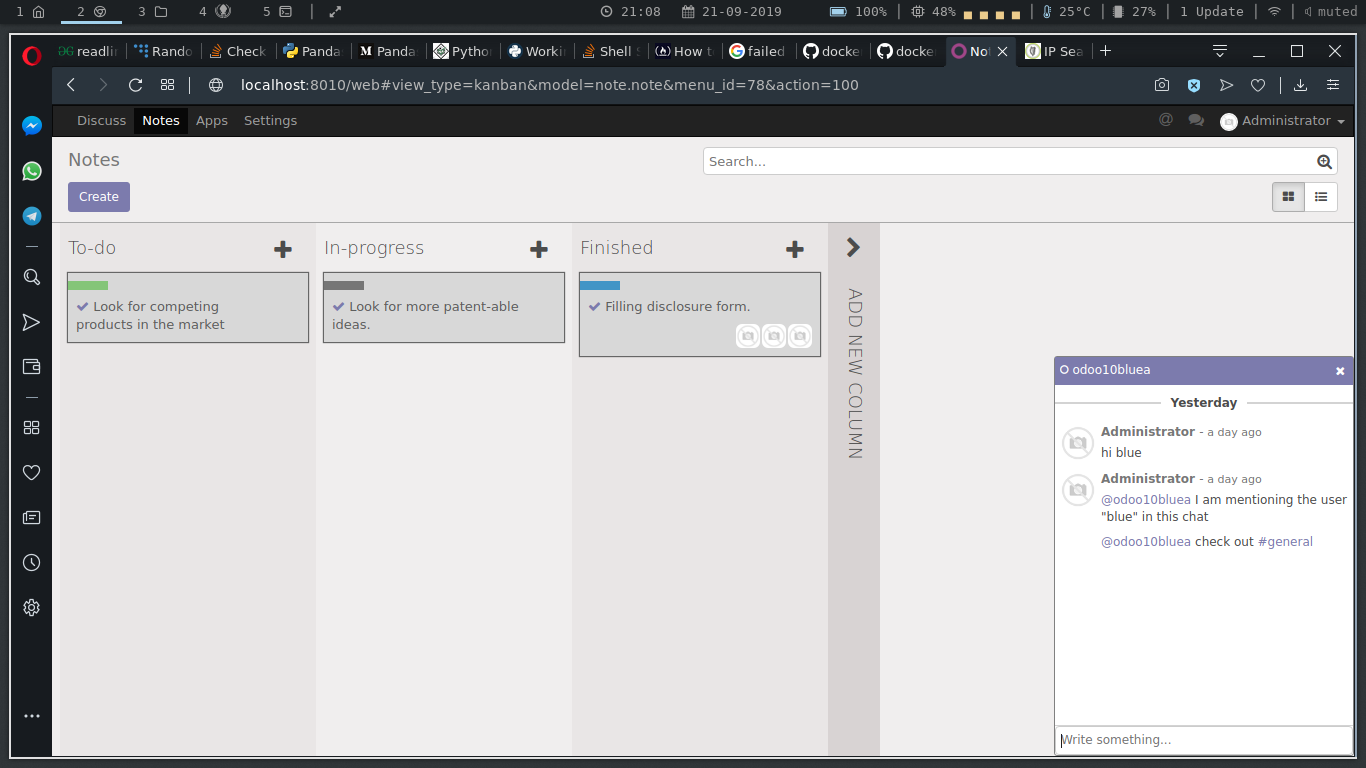 1 2 3 4 5 21:08 21-09-2019 100% 48% 25°C 27% 1 Update muted
readlin Rando Check Panda Panda Pytho Worki Shell S How t failed docke docke Not IP Sea
localhost:8010/web#view_type=kanban&model=note.note&menu_id=78&action=100
Discuss Notes Apps Settings @ Administrator
Notes Search...
Create
To-do In-progress Finished
Look for competing
products in the market
Look for more patent-able
ideas.
Filling disclosure form.
ADD NEW COLUMN
odoo10bluea
Yesterday
Administrator - a day ago
hi blue
Administrator - a day ago
@odoo10bluea I am mentioning the user
"blue" in this chat
@odoo10bluea check out #general
Write something...